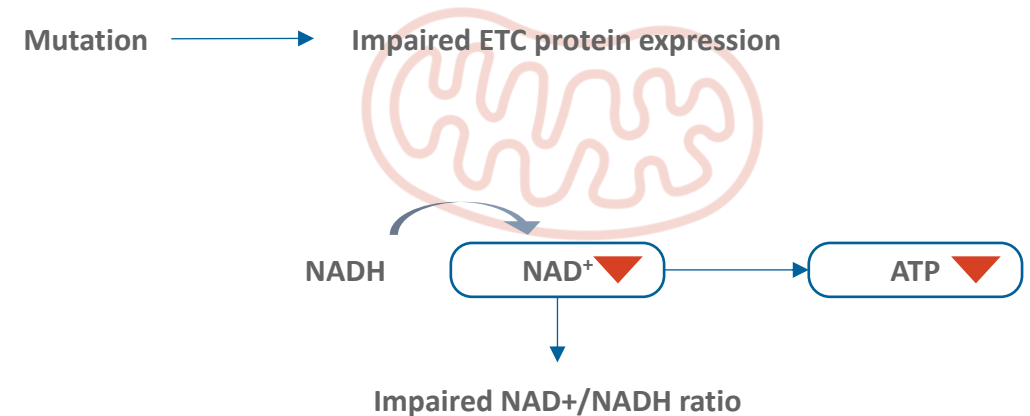 Mutation
Impaired ETC protein expression
NADH
NAD⁺
ATP
Impaired NAD+/NADH ratio